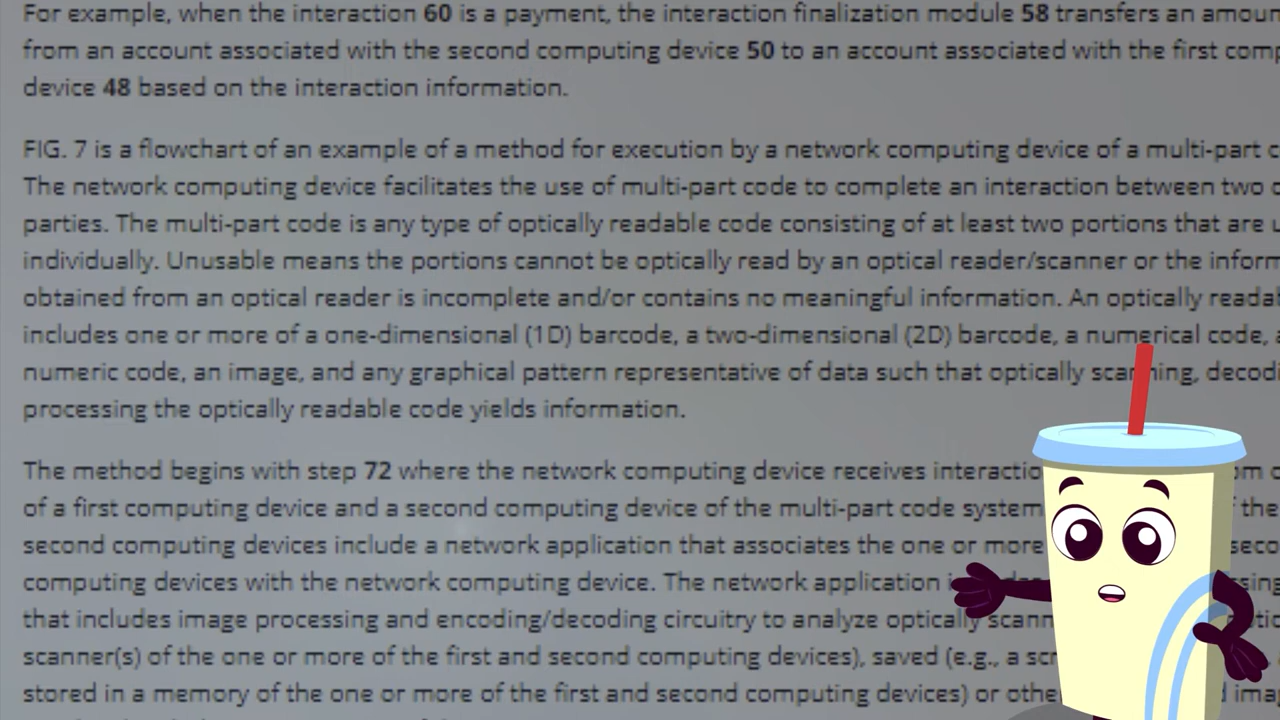 For example, when the interaction 60 is a payment, the interaction finalization module 58 transfers an
from an account associated with the second computing device 50 to an account associated with the first
device 48 based on the interaction information.
FIG. 7 is a flowchart of an example of a method for execution by a network computing device of a multi-part
The network computing device facilitates the use of multi-part code to complete an interaction between two
parties. The multi-part code is any type of optically readable code consisting of at least two portions that are
individually. Unusable means the portions cannot be optically read by an optical reader/scanner or the
obtained from an optical reader is incomplete and/or contains no meaningful information. An optically
includes one or more of a one-dimensional (1D) barcode, a two-dimensional (2D) barcode, a numerical code,
numeric code, an image, and any graphical pattern representative of data such that optically scanning,
processing the optically readable code yields information.
The method begins with step 72 where the network computing device receives
of a first computing device and a second computing device of the multi-part code system the
second computing devices include a network application that associates the one or more
computing devices with the network computing device. The network application
that includes image processing and encoding/decoding circuitry to analyze optically
scanner(s) of the one or more of the first and second computing devices), saved (e.g., a
stored in a memory of the one or more of the first and second computing devices) or